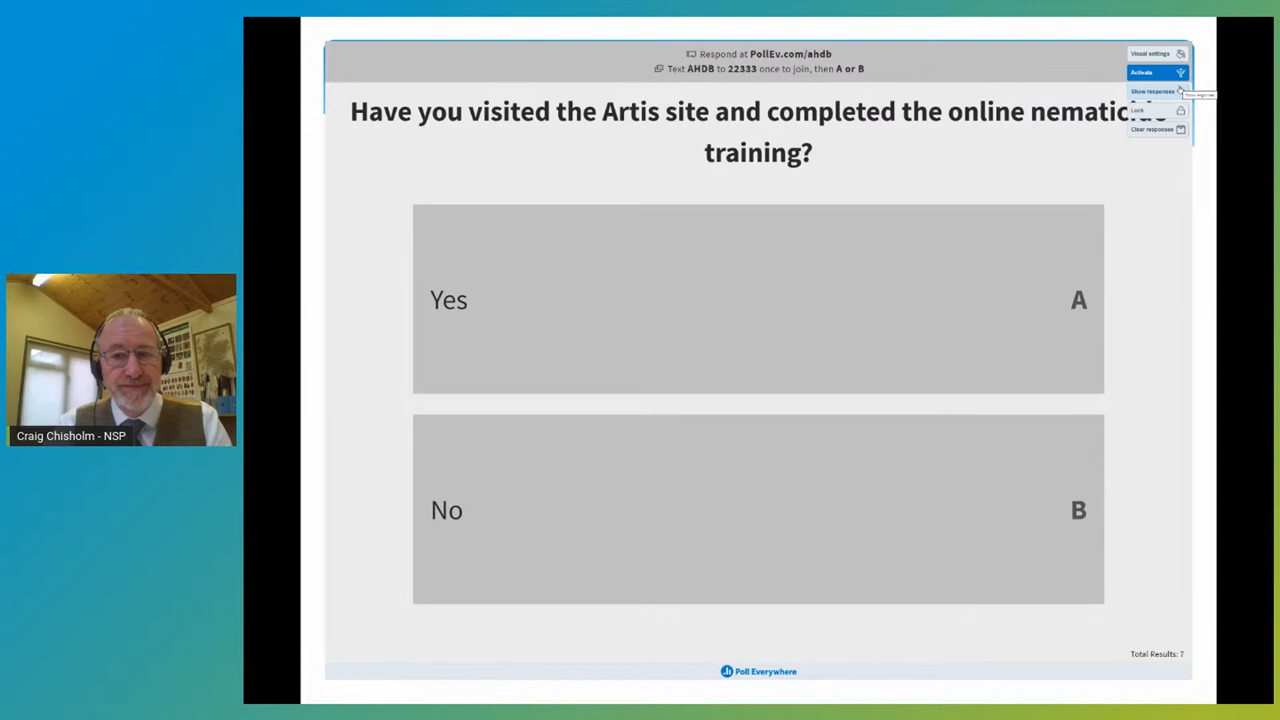 Respond at PollEv.com/ahdb
Text AHDB to 22333 once to join, then A or B
Visual settings
Activate
Show responses
Lock
Clear responses
Have you visited the Artis site and completed the online nematicide
training?
Yes A
No B
Craig Chisholm - NSP
Total Results: 7
Poll Everywhere